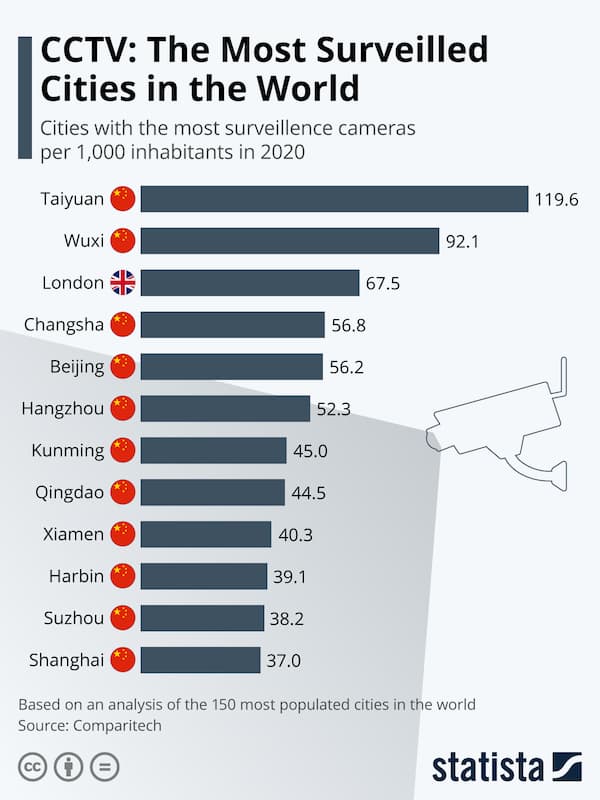 CCTV: The Most Surveilled
Cities in the World
Cities with the most surveillence cameras
per 1,000 inhabitants in 2020
Taiyuan 119.6
Wuxi 92.1
London 67.5
Changsha 56.8
Beijing 56.2
Hangzhou 52.3
Kunming 45.0
Qingdao 44.5
Xiamen 40.3
Harbin 39.1
Suzhou 38.2
Shanghai 37.0
Based on an analysis of the 150 most populated cities in the world
Source: Comparitech
cc
statista